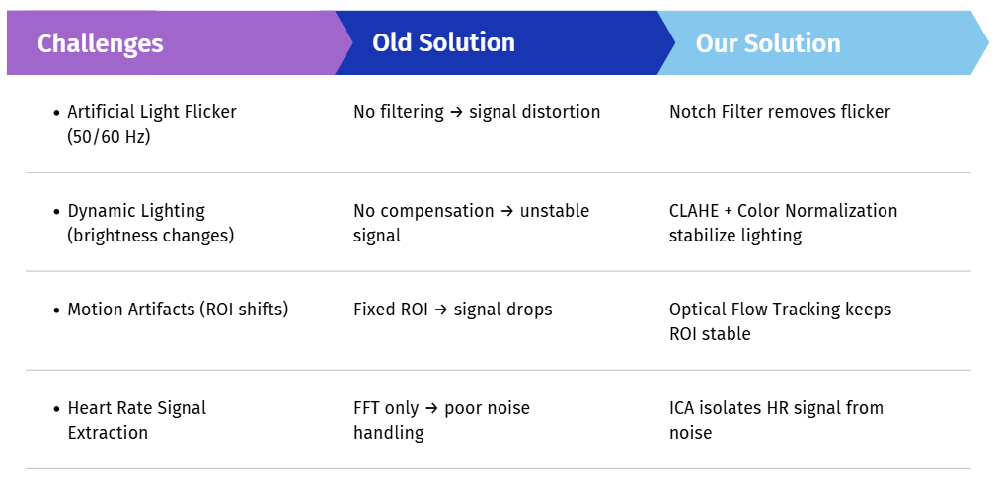 Challenges
Old Solution
Our Solution
• Artificial Light Flicker
(50/60 Hz)
No filtering → signal distortion
Notch Filter removes flicker
• Dynamic Lighting
(brightness changes)
No compensation → unstable
signal
CLAHE + Color Normalization
stabilize lighting
• Motion Artifacts (ROI shifts)
Fixed ROI → signal drops
Optical Flow Tracking keeps
ROI stable
• Heart Rate Signal
Extraction
FFT only → poor noise
handling
ICA isolates HR signal from
noise